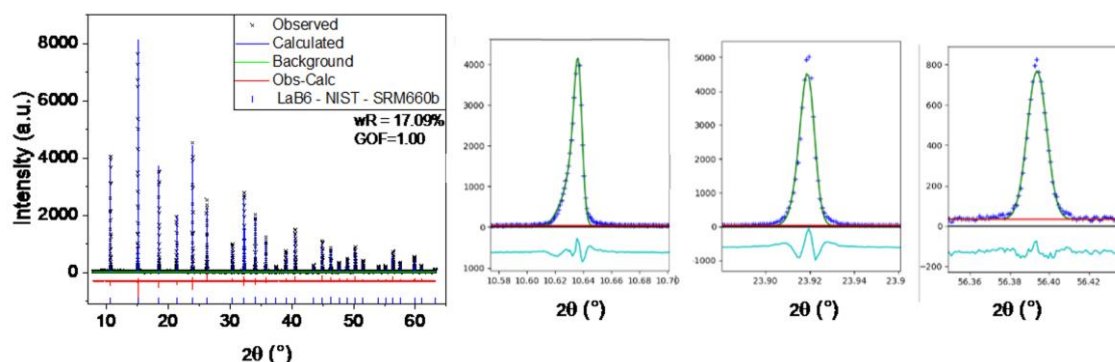 Observed
Calculated
Background
Obs-Calc
LaB6 - NIST - SRM660b
wR = 17.09%
GOF=1.00
Intensity (a.u.)
8000
6000
4000
2000
0
10 20 30 40 50 60
2θ (°)
4000
3000
2000
1000
0
1000
10.58 10.60 10.62 10.64 10.66 10.68 10.70
2θ (°)
5000
4000
3000
2000
1000
0
1000
23.90 23.92 23.94 23.9
2θ (°)
800
600
400
200
0
−200
56.36 56.38 56.40 56.42
2θ (°)